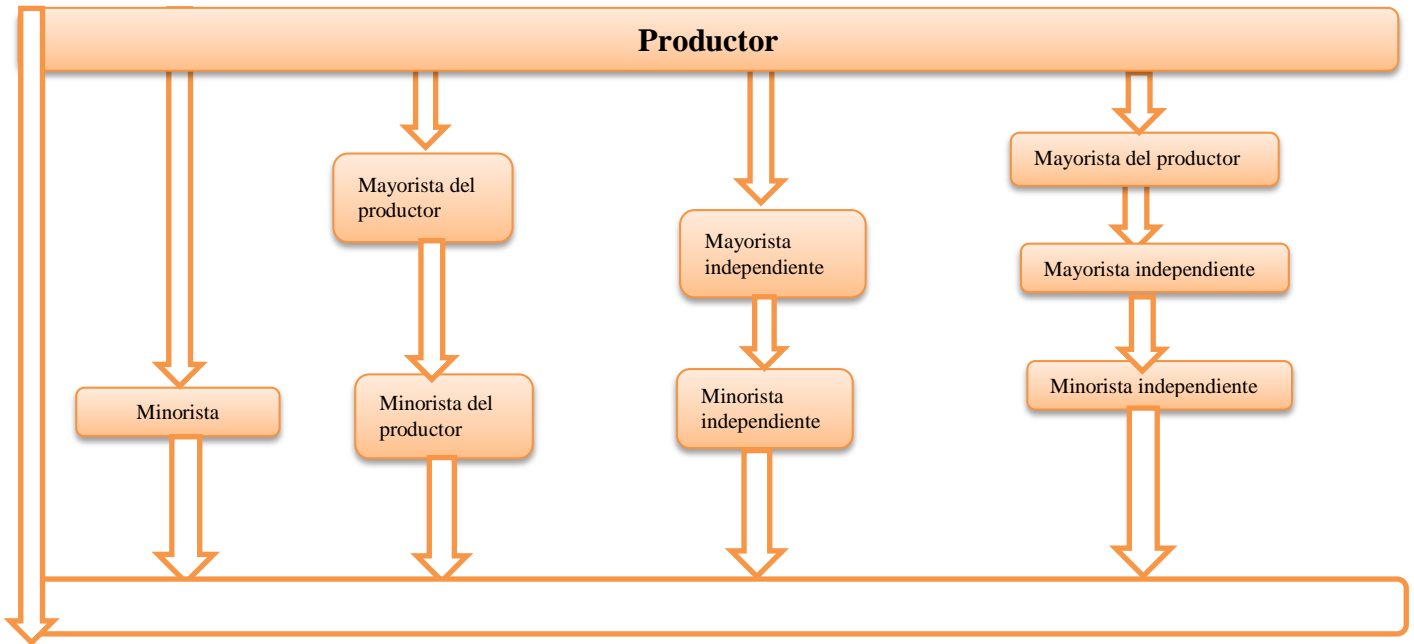 Productor
Minorista
Mayorista del
productor
Minorista del
productor
Mayorista
independiente
Minorista
independiente
Mayorista del productor
Mayorista independiente
Minorista independiente